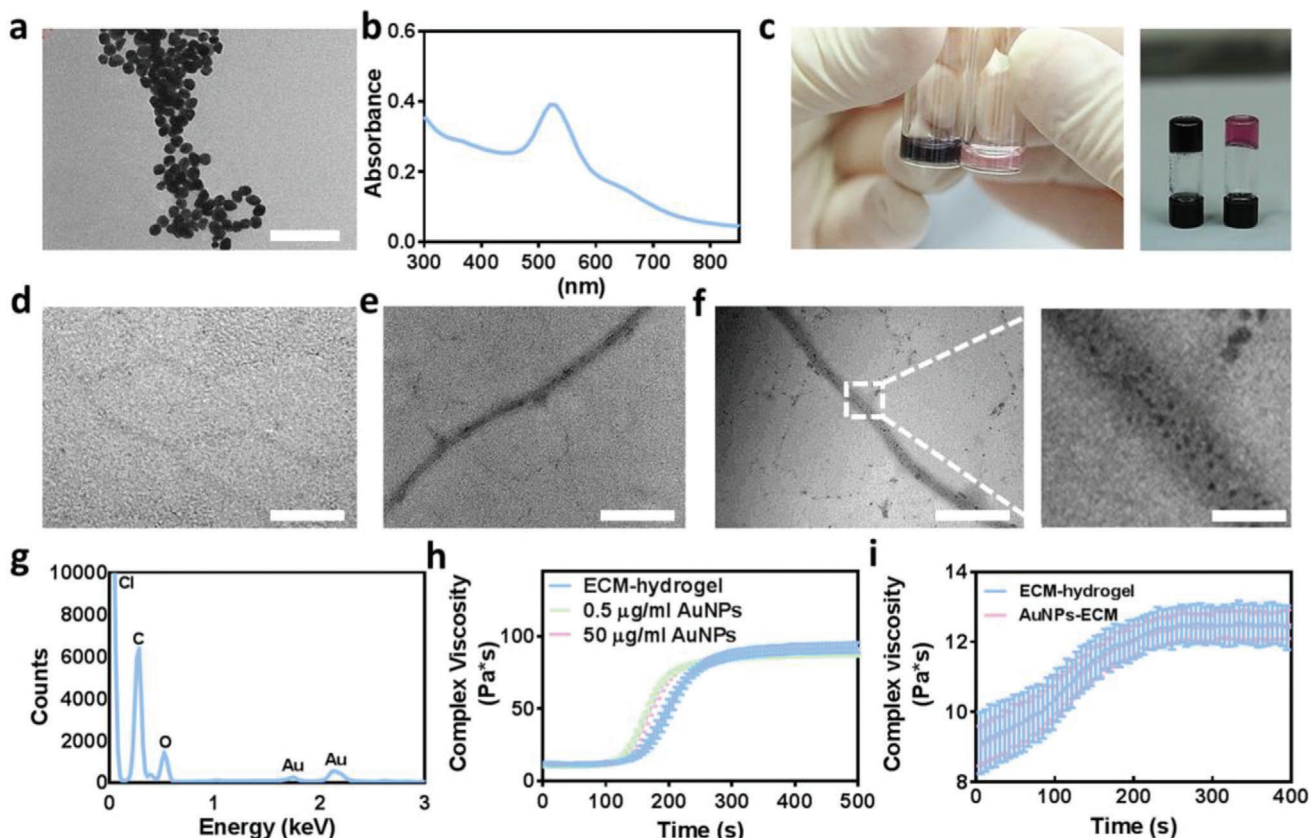 a
b
c
0.6
0.4
0.2
0.0
Absorbance
300 400 500 600 700 800
(nm)
d
e
f
g
10000
8000
6000
4000
2000
0
Counts
Cl
C
O
Au
Au
0 1 2 3
Energy (keV)
h
ECM-hydrogel
0.5 μg/ml AuNPs
50 μg/ml AuNPs
100
50
0
Complex Viscosity
(Pa*s)
0 100 200 300 400 500
Time (s)
i
ECM-hydrogel
AuNPs-ECM
14
12
10
8
Complex viscosity
(Pa*s)
0 100 200 300 400
Time (s)